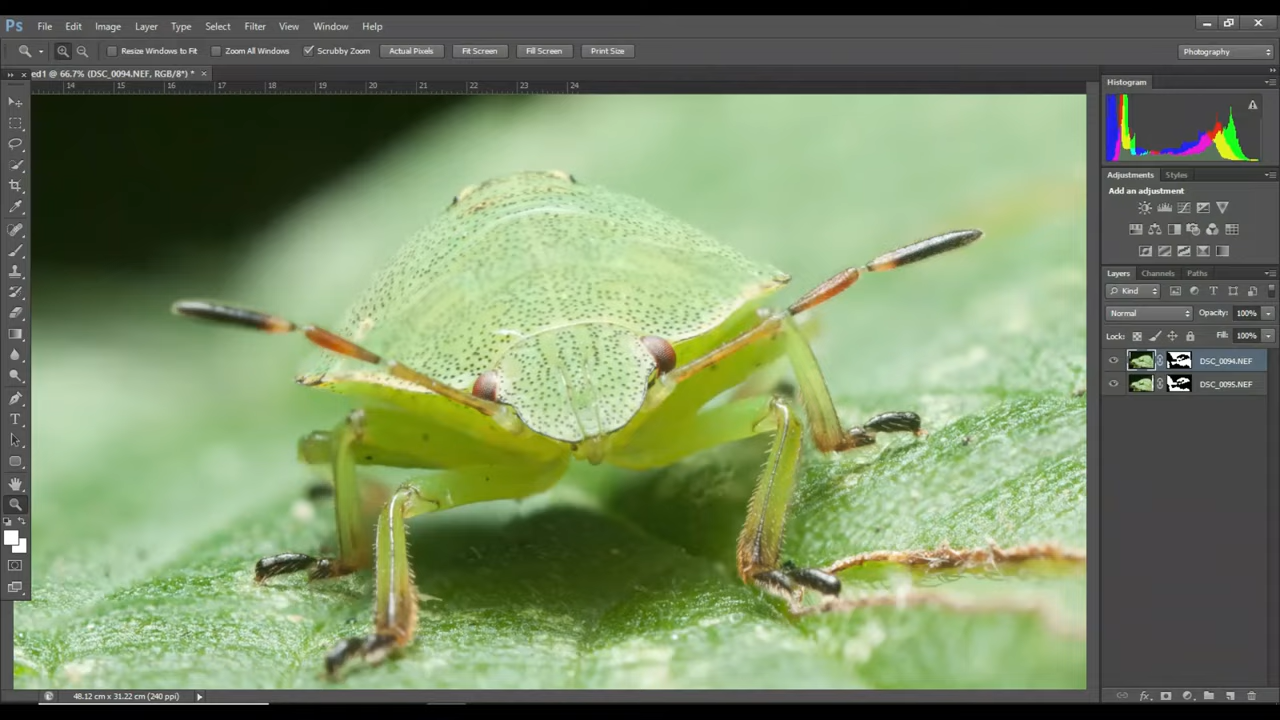 Ps File Edit Image Layer Type Select Filter View Window Help
Resize Windows to Fit Zoom All Windows Scrubby Zoom Actual Pixels Fit Screen Fill Screen Print Size Photography
ed1 @ 66.7% (DSC_0094.NEF, RGB/8*) * ×
14 15 16 17 18 19 20 21 22 23 24
Histogram
Adjustments Styles
Add an adjustment
Layers Channels Paths
Kind
Normal Opacity: 100%
Lock: Fill: 100%
DSC_0094.NEF
DSC_0095.NEF
48.12 cm x 31.22 cm (240 ppi)